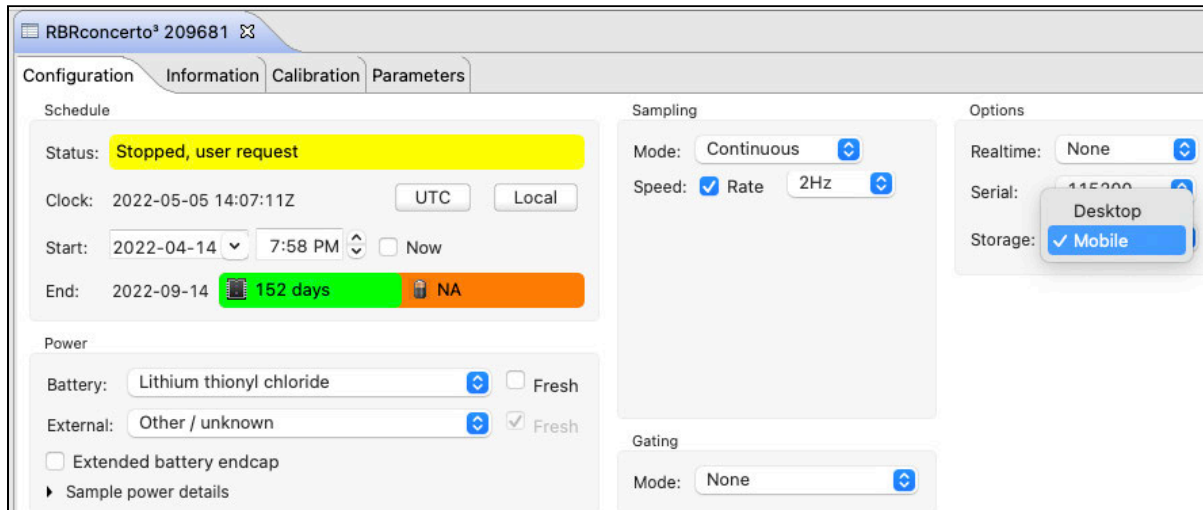 RBRconcerto³ 209681
Configuration Information Calibration Parameters
Schedule
Status: Stopped, user request
Clock: 2022-05-05 14:07:11Z UTC Local
Start: 2022-04-14 7:58 PM Now
End: 2022-09-14 152 days NA
Power
Battery: Lithium thionyl chloride Fresh
External: Other / unknown Fresh
Extended battery endcap
Sample power details
Sampling
Mode: Continuous
Speed: Rate 2Hz
Gating
Mode: None
Options
Realtime: None
Serial: 115200
Desktop
Storage: Mobile